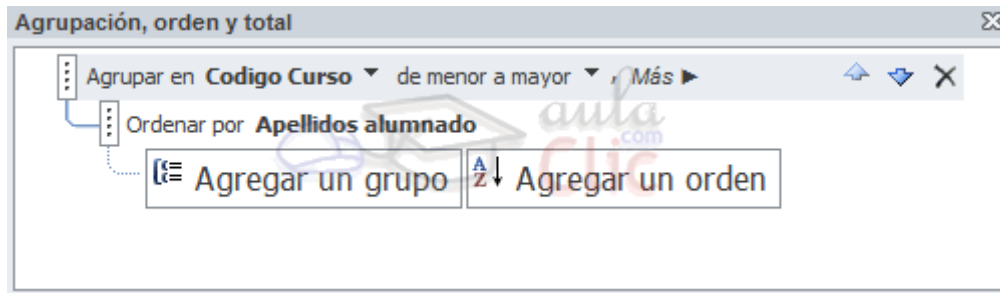 Agrupación, orden y total
Agrupar en Codigo Curso de menor a mayor , Más
Ordenar por Apellidos alumnado
Agregar un grupo
A Z Agregar un orden
aula
Clic
.com